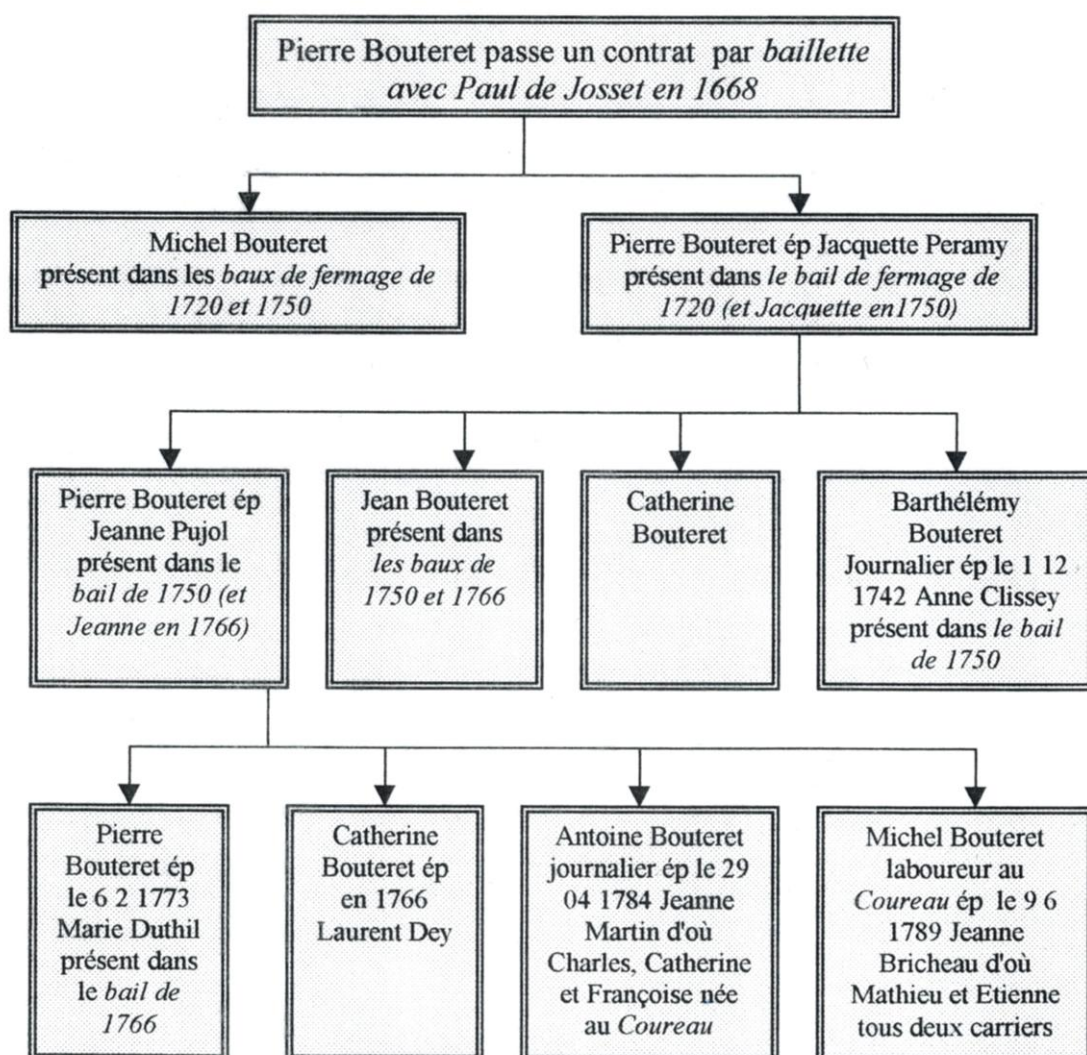 Pierre Bouteret passe un contrat par baillette
avec Paul de Josset en 1668
Michel Bouteret
présent dans les baux de fermage de
1720 et 1750
Pierre Bouteret ép Jacquette Peramy
présent dans le bail de fermage de
1720 (et Jacquette en1750)
Pierre Bouteret ép
Jeanne Pujol
présent dans le
bail de 1750 (et
Jeanne en 1766)
Jean Bouteret
présent dans
les baux de
1750 et 1766
Catherine
Bouteret
Barthélémy
Bouteret
Journalier ép le 1 12
1742 Anne Clissey
présent dans le bail
de 1750
Pierre
Bouteret ép
le 6 2 1773
Marie Duthil
présent dans
le bail de
1766
Catherine
Bouteret ép
en 1766
Laurent Dey
Antoine Bouteret
journalier ép le 29
04 1784 Jeanne
Martin d'où
Charles, Catherine
et Françoise née
au Coureau
Michel Bouteret
laboureur au
Coureau ép le 9 6
1789 Jeanne
Bricheau d'où
Mathieu et Etienne
tous deux carriers